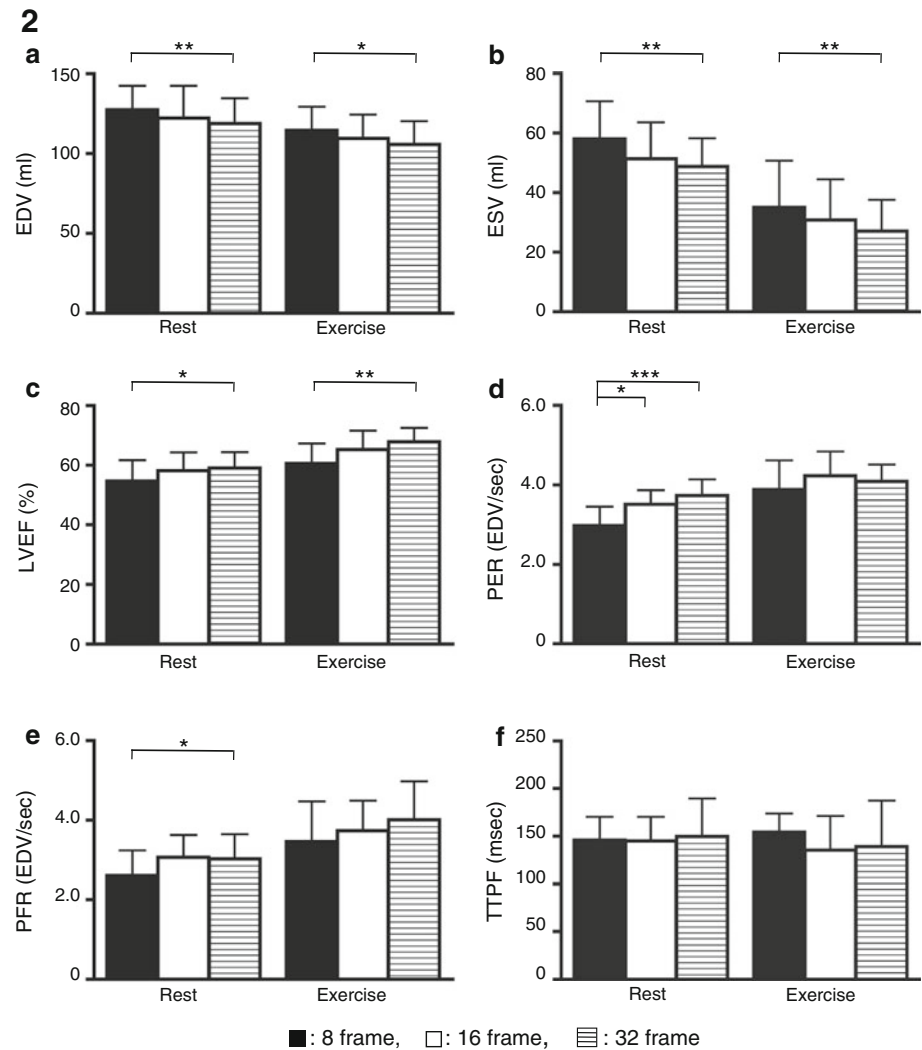 2
a
**
*
150
100
50
0
EDV (ml)
Rest Exercise
b
**
**
80
60
40
20
0
ESV (ml)
Rest Exercise
c
*
**
80
60
40
20
0
LVEF (%)
Rest Exercise
d
***
*
6.0
4.0
2.0
0
PER (EDV/sec)
Rest Exercise
e
*
6.0
4.0
2.0
0
PFR (EDV/sec)
Rest Exercise
f
250
200
150
100
50
0
TTPF (msec)
Rest Exercise
: 8 frame, : 16 frame, : 32 frame